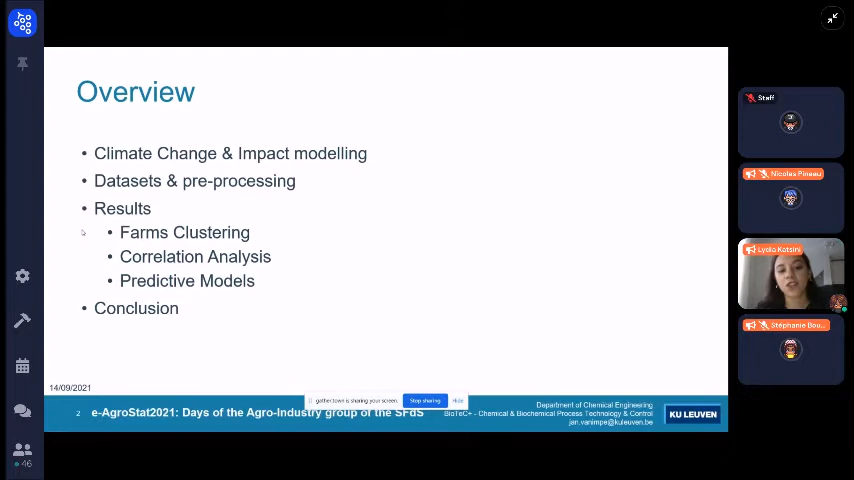 Overview
• Climate Change & Impact modelling
• Datasets & pre-processing
• Results
• Farms Clustering
• Correlation Analysis
• Predictive Models
• Conclusion
14/09/2021
2
e-AgroStat2021: Days of the Agro-Industry group of the SFdS
gather.town is sharing your screen.
Stop sharing
Hide
Department of Chemical Engineering
BioTeC+ - Chemical & Biochemical Process Technology & Control
jan.vanimpe@kuleuven.be
KU LEUVEN
Staff
Nicolas Pineau
Lydia Katsini
Stéphanie Bou...
46